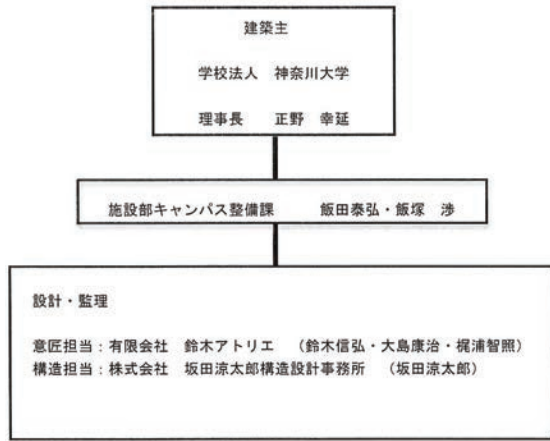 建築主
学校法人　神奈川大学
理事長　正野　幸延
施設部キャンパス整備課　飯田泰弘・飯塚　渉
設計・監理
意匠担当：有限会社　鈴木アトリエ　（鈴木信弘・大島康治・梶浦智照）
構造担当：株式会社　坂田涼太郎構造設計事務所　（坂田涼太郎）